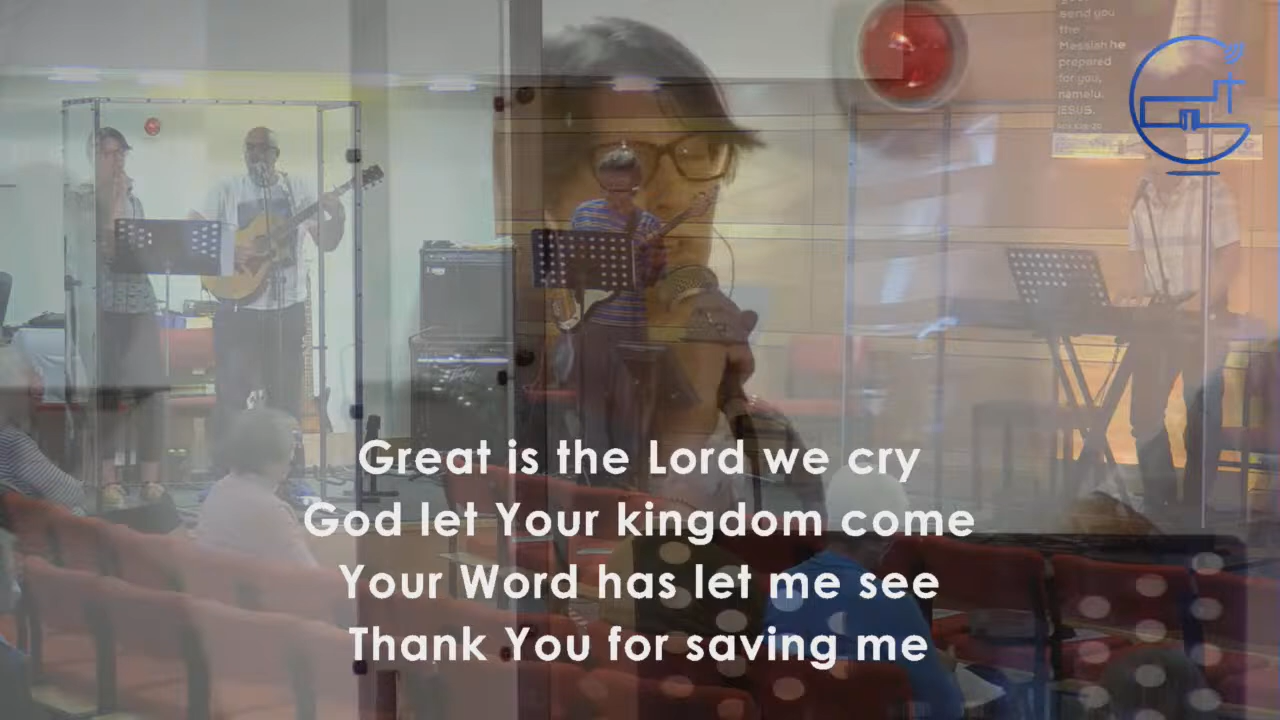 send you
the
Messiah he
prepared
for you,
namely,
JESUS.
Great is the Lord we cry
God let Your kingdom come
Your Word has let me see
Thank You for saving me